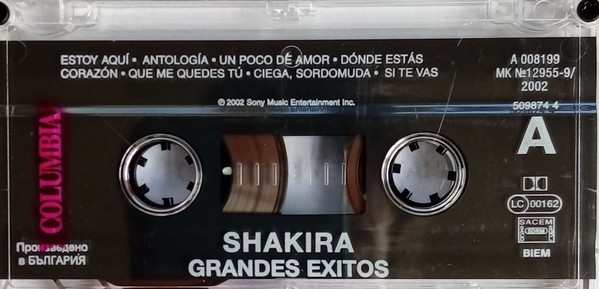 ESTOY AQUÍ • ANTOLOGÍA • UN POCO DE AMOR • DÓNDE ESTÁS
CORAZÓN • QUE ME QUEDES TÚ • CIEGA, SORDOMUDA • SI TE VAS
A 008199
MK №12955-9/
2002
℗ 2002 Sony Music Entertainment Inc.
509874 4
A
COLUMBIA
LC 00162
SACEM
SDRM
BIEM
Произведено
в БЪЛГАРИЯ
SHAKIRA
GRANDES EXITOS